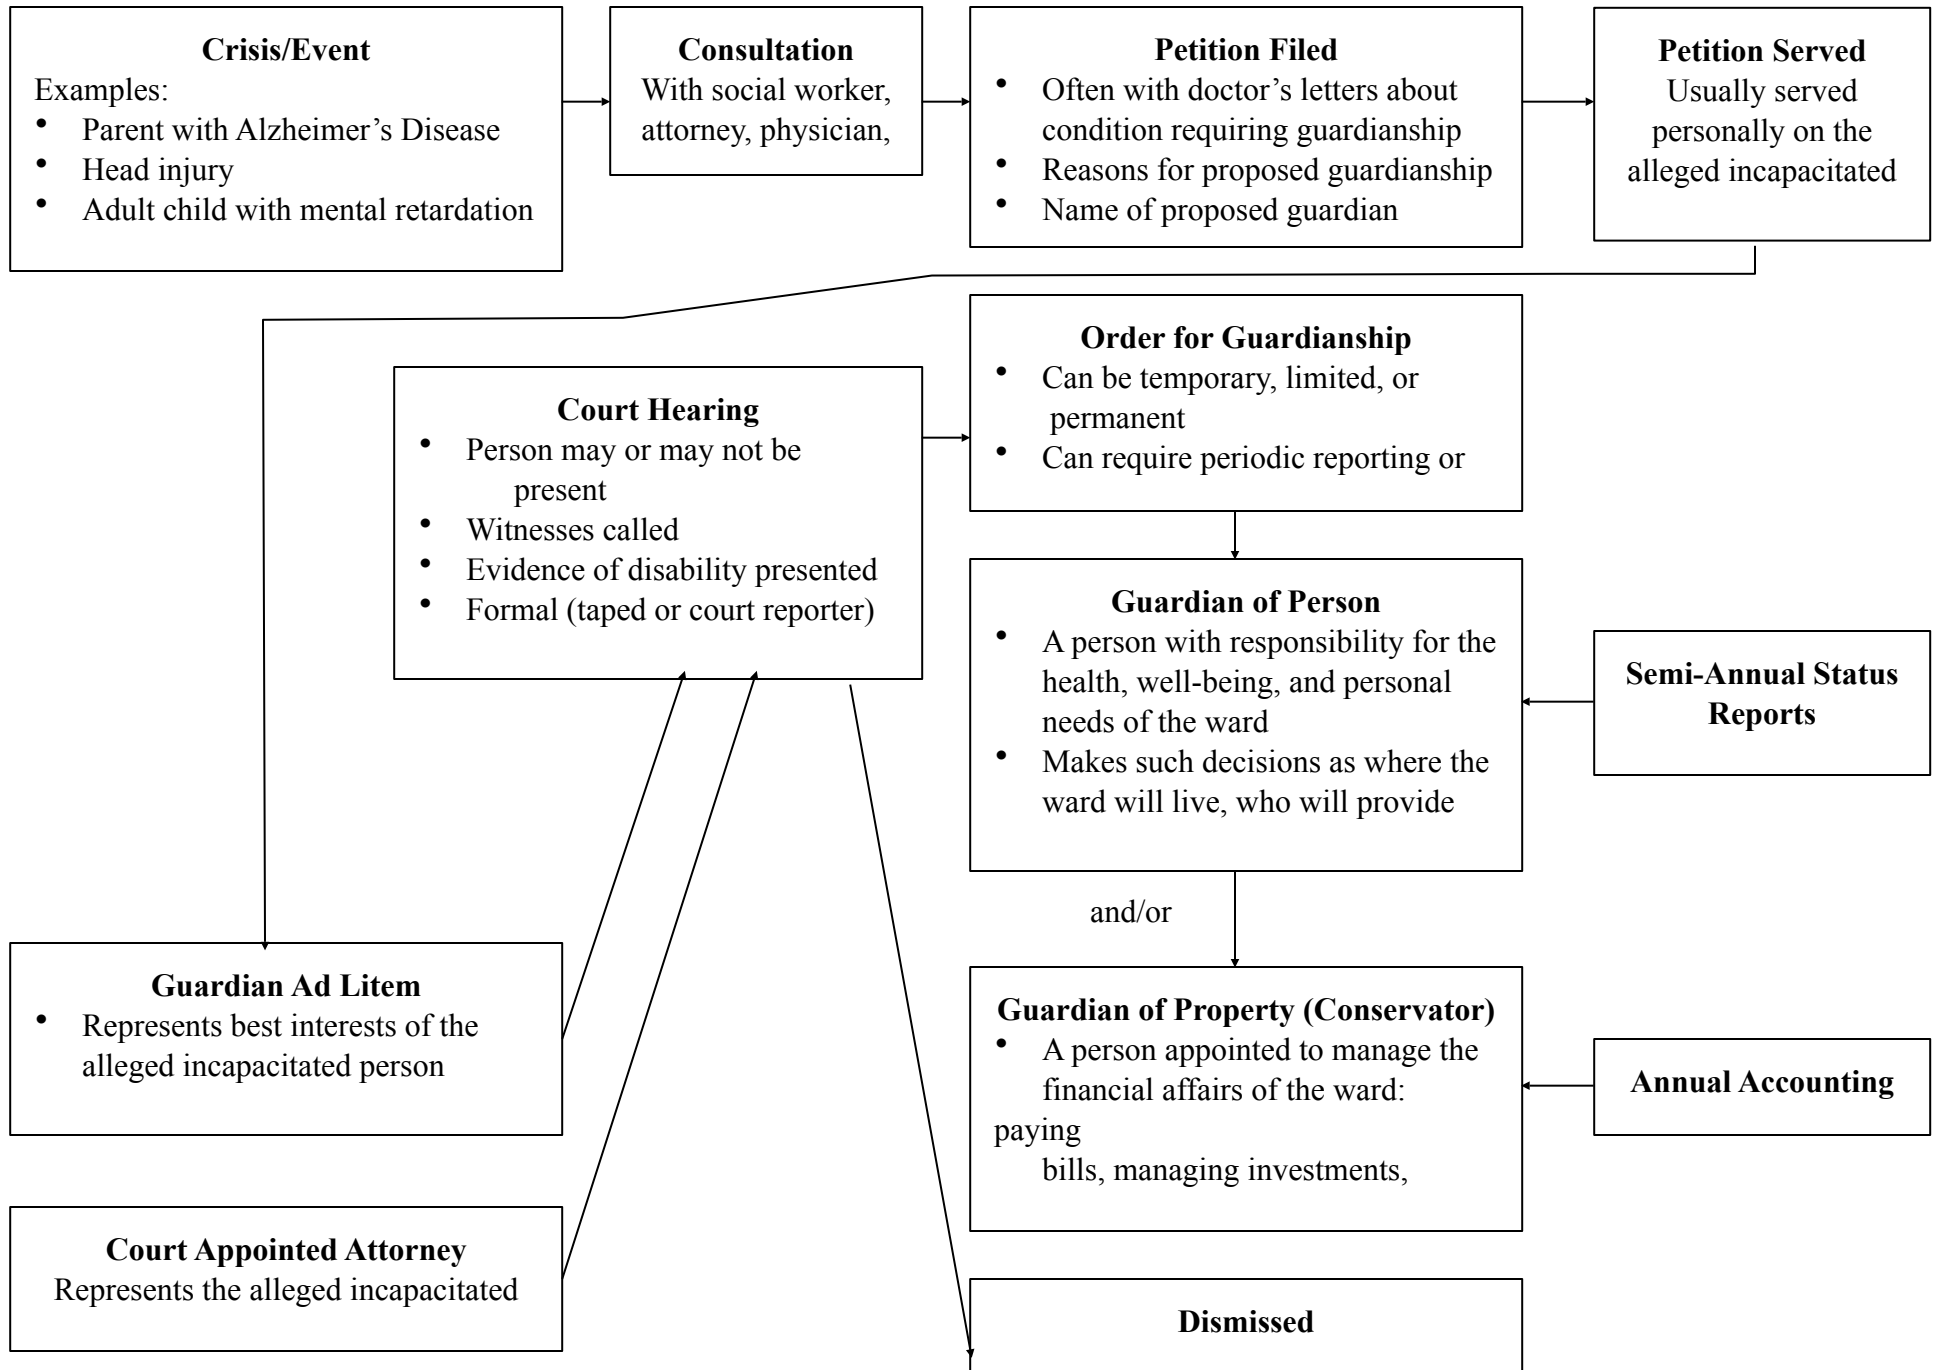 Crisis/Event
Examples:
• Parent with Alzheimer’s Disease
• Head injury
• Adult child with mental retardation
Consultation
With social worker,
attorney, physician,
Petition Filed
• Often with doctor’s letters about
condition requiring guardianship
• Reasons for proposed guardianship
• Name of proposed guardian
Petition Served
Usually served
personally on the
alleged incapacitated
Court Hearing
• Person may or may not be
present
• Witnesses called
• Evidence of disability presented
• Formal (taped or court reporter)
Order for Guardianship
• Can be temporary, limited, or
permanent
• Can require periodic reporting or
Guardian of Person
• A person with responsibility for the
health, well-being, and personal
needs of the ward
• Makes such decisions as where the
ward will live, who will provide
Semi-Annual Status
Reports
and/or
Guardian Ad Litem
• Represents best interests of the
alleged incapacitated person
Guardian of Property (Conservator)
• A person appointed to manage the
financial affairs of the ward:
paying
bills, managing investments,
Annual Accounting
Court Appointed Attorney
Represents the alleged incapacitated
Dismissed